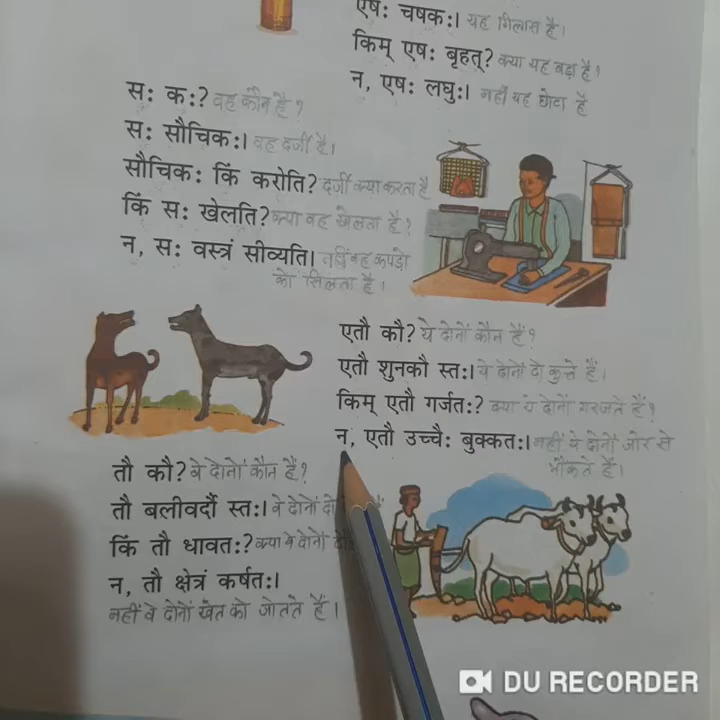 एषः चषकः। यह गिलास है।
किम् एषः बृहत्? क्या यह बड़ा है?
न, एषः लघुः। नहीं यह छोटा है
सः कः? वह कौन है?
सः सौचिकः। वह दर्जी है।
सौचिकः किं करोति? दर्जी क्या करता है
किं सः खेलति? क्या वह खेलता है?
न, सः वस्त्रं सीव्यति। नहीं वह कपड़ो
को सिलता है।
एतौ कौ? ये दोनों कौन हैं?
एतौ शुनकौ स्तः। ये दोनों दो कुत्ते हैं।
किम् एतौ गर्जतः? क्या ये दोनों गरजते हैं?
न, एतौ उच्चैः बुक्कतः। नहीं ये दोनों जोर से
भौंकते हैं।
तौ कौ? वे दोनों कौन हैं?
तौ बलीवर्दौ स्तः। वे दोनों दो हैं
किं तौ धावतः? क्या वे दोनों
न, तौ क्षेत्रं कर्षतः।
नहीं वे दोनों खेत को जोतते हैं।
DU RECORDER